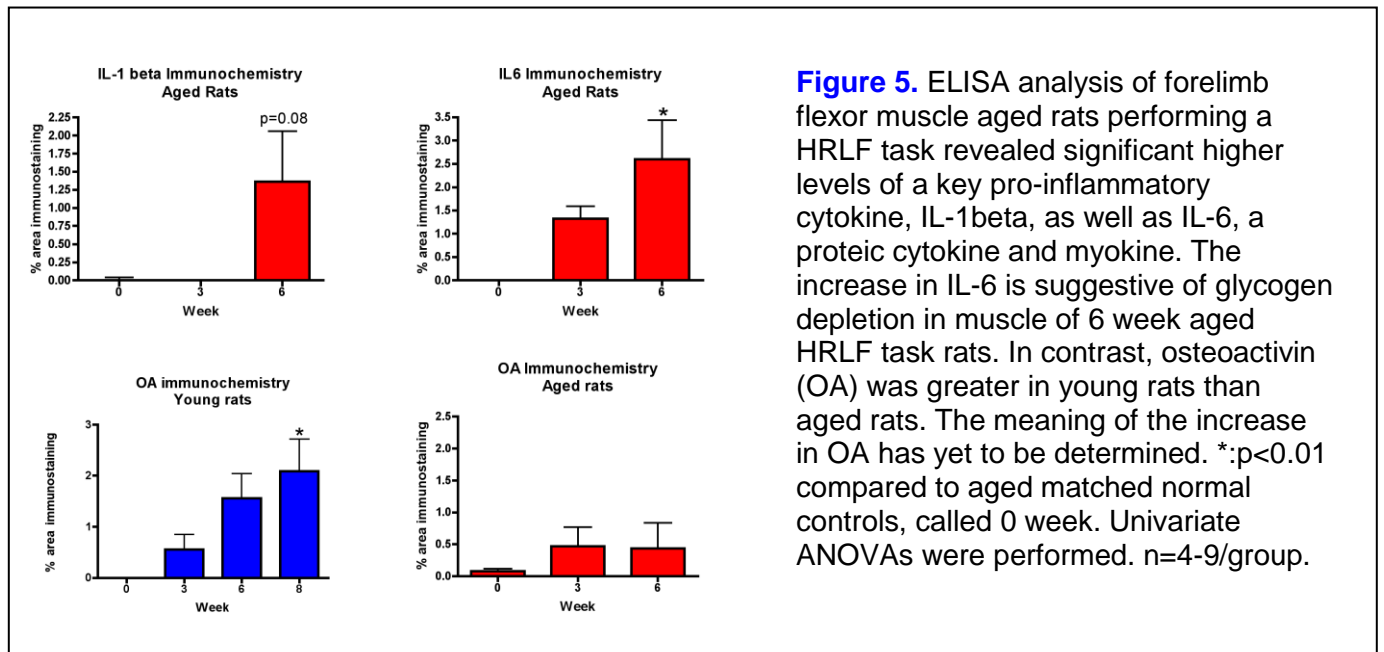 IL-1 beta Immunochemistry
Aged Rats
p=0.08
2.25
2.00
1.75
1.50
1.25
1.00
0.75
0.50
0.25
0.00
% area immunostaining
0 3 6
Week
IL6 Immunochemistry
Aged Rats
*
3.5
3.0
2.5
2.0
1.5
1.0
0.5
0.0
% area immunostaining
0 3 6
Week
OA immunochemistry
Young rats
*
3
2
1
0
% area immunostaining
0 3 6 8
Week
OA Immunochemistry
Aged rats
2.5
2.0
1.5
1.0
0.5
0.0
% area immunostaining
0 3 6
Week
Figure 5. ELISA analysis of forelimb
flexor muscle aged rats performing a
HRLF task revealed significant higher
levels of a key pro-inflammatory
cytokine, IL-1beta, as well as IL-6, a
proteic cytokine and myokine. The
increase in IL-6 is suggestive of glycogen
depletion in muscle of 6 week aged
HRLF task rats. In contrast, osteoactivin
(OA) was greater in young rats than
aged rats. The meaning of the increase
in OA has yet to be determined. *:p<0.01
compared to aged matched normal
controls, called 0 week. Univariate
ANOVAs were performed. n=4-9/group.